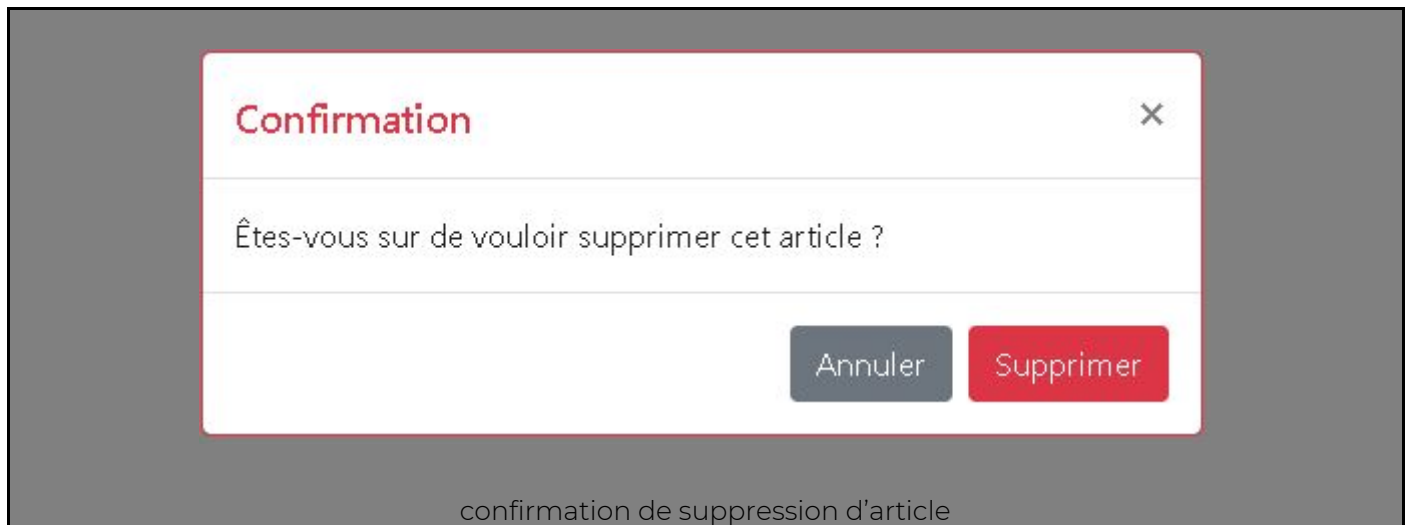 Confirmation ×
Êtes-vous sur de vouloir supprimer cet article ?
Annuler Supprimer
confirmation de suppression d’article